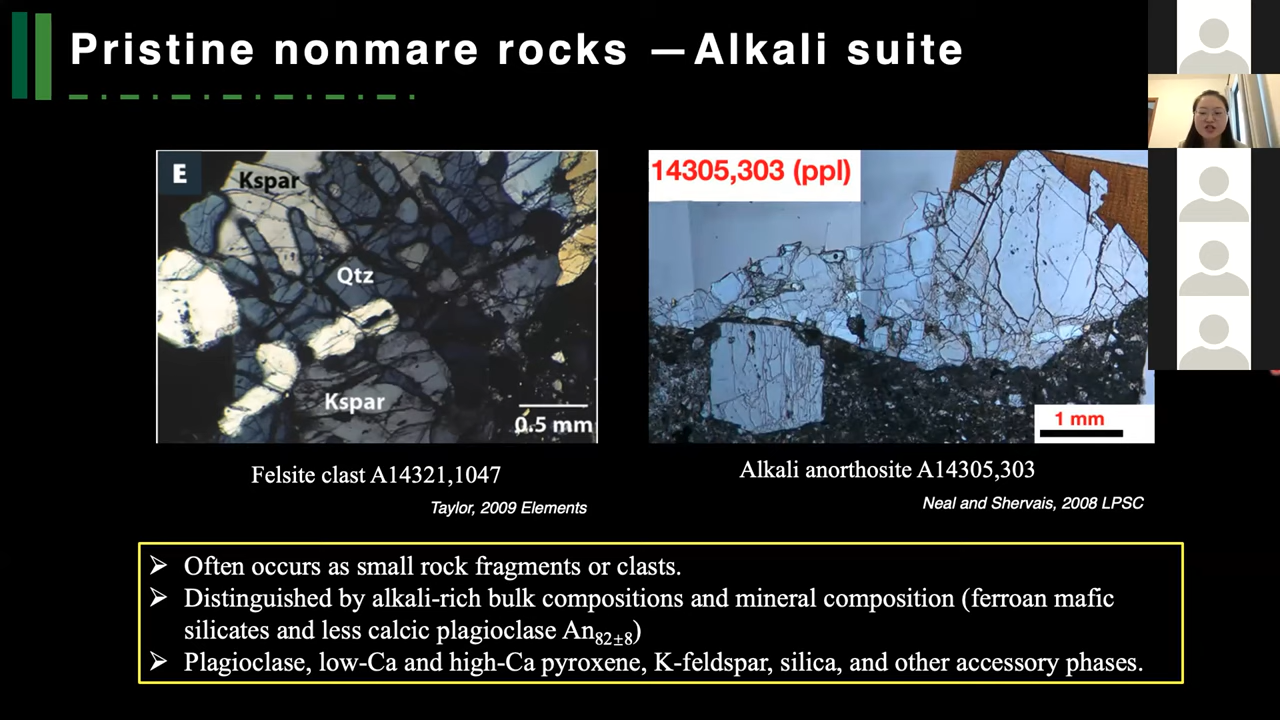 Pristine nonmare rocks —Alkali suite
E
Kspar
Qtz
Kspar
0.5 mm
14305,303 (ppl)
1 mm
Felsite clast A14321,1047
Taylor, 2009 Elements
Alkali anorthosite A14305,303
Neal and Shervais, 2008 LPSC
➢ Often occurs as small rock fragments or clasts.
➢ Distinguished by alkali-rich bulk compositions and mineral composition (ferroan mafic
silicates and less calcic plagioclase An82±8)
➢ Plagioclase, low-Ca and high-Ca pyroxene, K-feldspar, silica, and other accessory phases.